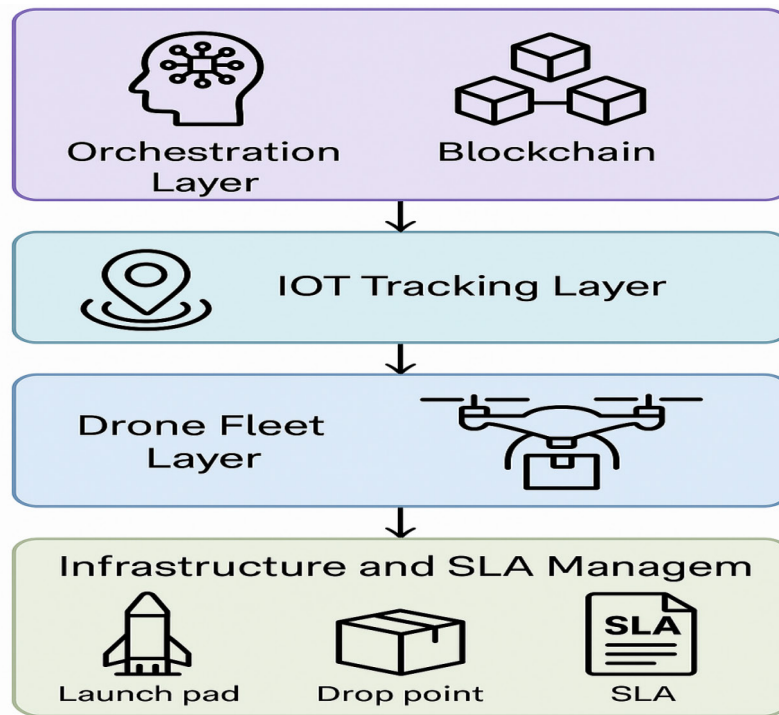 Orchestration
Layer
Blockchain
IOT Tracking Layer
Drone Fleet
Layer
Infrastructure and SLA Managem
Launch pad
Drop point
SLA
SLA